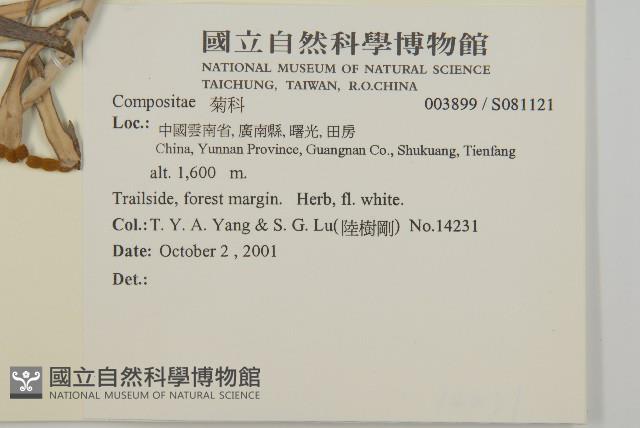 國立自然科學博物館
NATIONAL MUSEUM OF NATURAL SCIENCE
TAICHUNG, TAIWAN, R.O.CHINA
Compositae 菊科 003899 / S081121
Loc.: 中國雲南省, 廣南縣, 曙光, 田房
China, Yunnan Province, Guangnan Co., Shukuang, Tienfang
alt. 1,600 m.
Trailside, forest margin. Herb, fl. white.
Col.: T. Y. A. Yang & S. G. Lu(陸樹剛) No.14231
Date: October 2 , 2001
Det.:
國立自然科學博物館
NATIONAL MUSEUM OF NATURAL SCIENCE